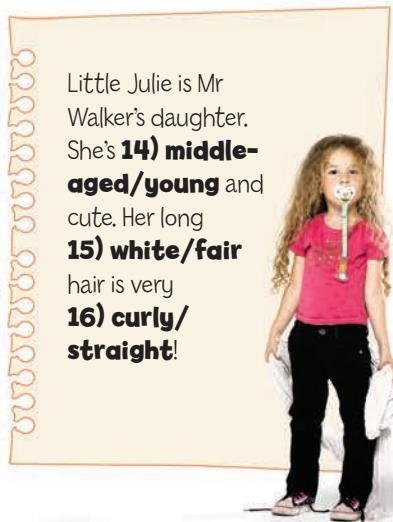 Little Julie is Mr
Walker's daughter.
She's 14) middle-
aged/young and
cute. Her long
15) white/fair
hair is very
16) curly/
straight!